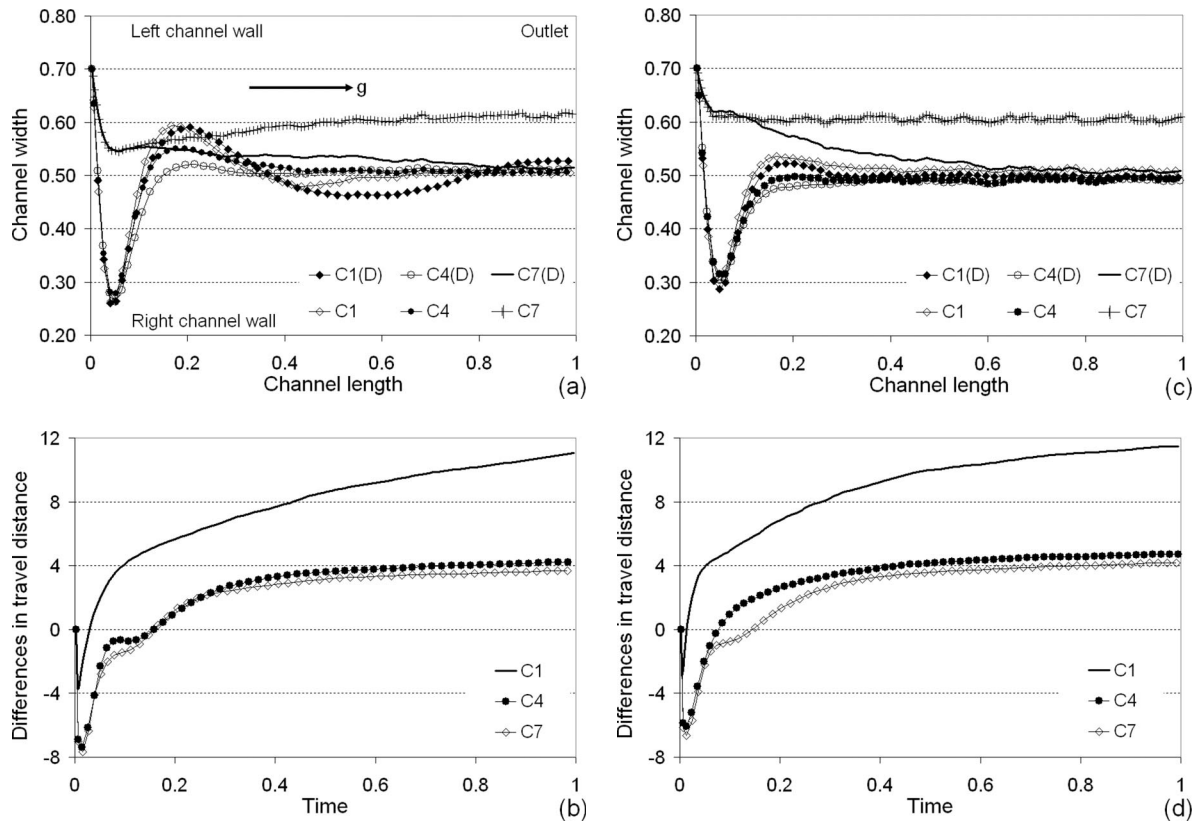 0.80
0.70
0.60
0.50
0.40
0.30
0.20
Channel width
Left channel wall
Outlet
g
C1(D)
C4(D)
C7(D)
C1
C4
C7
Right channel wall
0
0.2
0.4
0.6
0.8
1
Channel length
(a)
0.80
0.70
0.60
0.50
0.40
0.30
0.20
Channel width
C1(D)
C4(D)
C7(D)
C1
C4
C7
0
0.2
0.4
0.6
0.8
1
Channel length
(c)
12
8
4
0
-4
-8
Differences in travel distance
C1
C4
C7
0
0.2
0.4
0.6
0.8
1
Time
(b)
12
8
4
0
-4
-8
Differences in travel distance
C1
C4
C7
0
0.2
0.4
0.6
0.8
1
Time
(d)